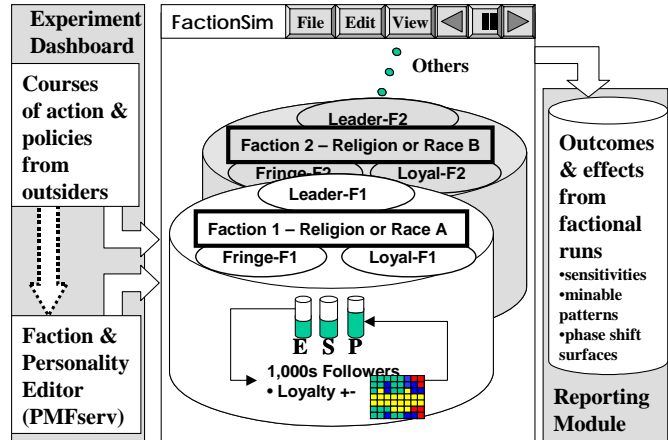 Experiment
Dashboard
Courses
of action &
policies
from
outsiders
Faction &
Personality
Editor
(PMFserv)
FactionSim
File
Edit
View
Others
Leader-F2
Faction 2 – Religion or Race B
Fringe-F2
Loyal-F2
Leader-F1
Faction 1 – Religion or Race A
Fringe-F1
Loyal-F1
E S P
1,000s Followers
• Loyalty +-
Outcomes
& effects
from
factional
runs
•sensitivities
•minable
patterns
•phase shift
surfaces
Reporting
Module